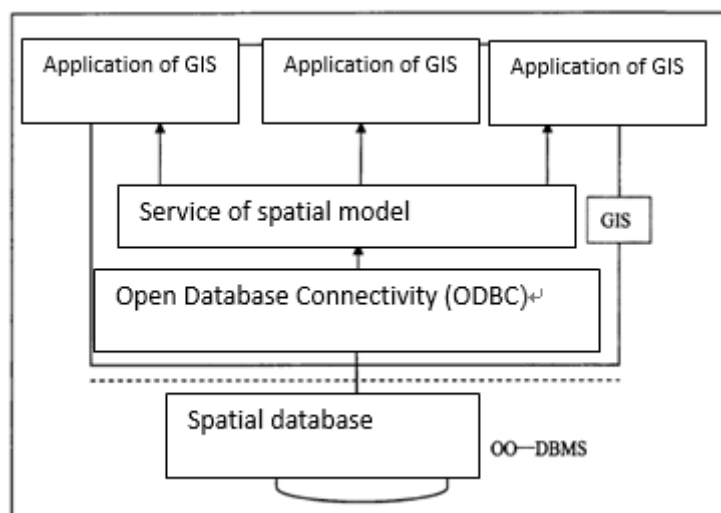 Application of GIS
Application of GIS
Application of GIS
Service of spatial model
GIS
Open Database Connectivity (ODBC)↵
Spatial database
OO—DBMS